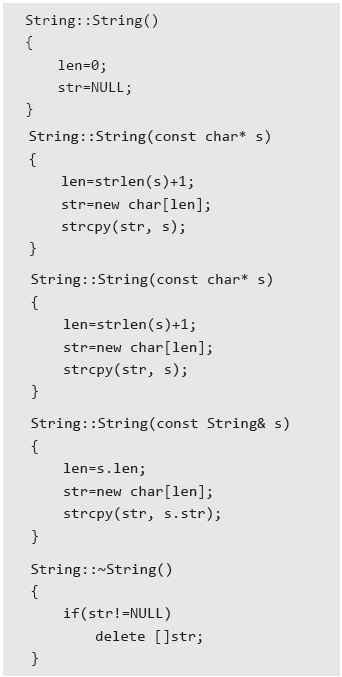 String::String()
{
len=0;
str=NULL;
}
String::String(const char* s)
{
len=strlen(s)+1;
str=new char[len];
strcpy(str, s);
}
String::String(const char* s)
{
len=strlen(s)+1;
str=new char[len];
strcpy(str, s);
}
String::String(const String& s)
{
len=s.len;
str=new char[len];
strcpy(str, s.str);
}
String::~String()
{
if(str!=NULL)
delete []str;
}